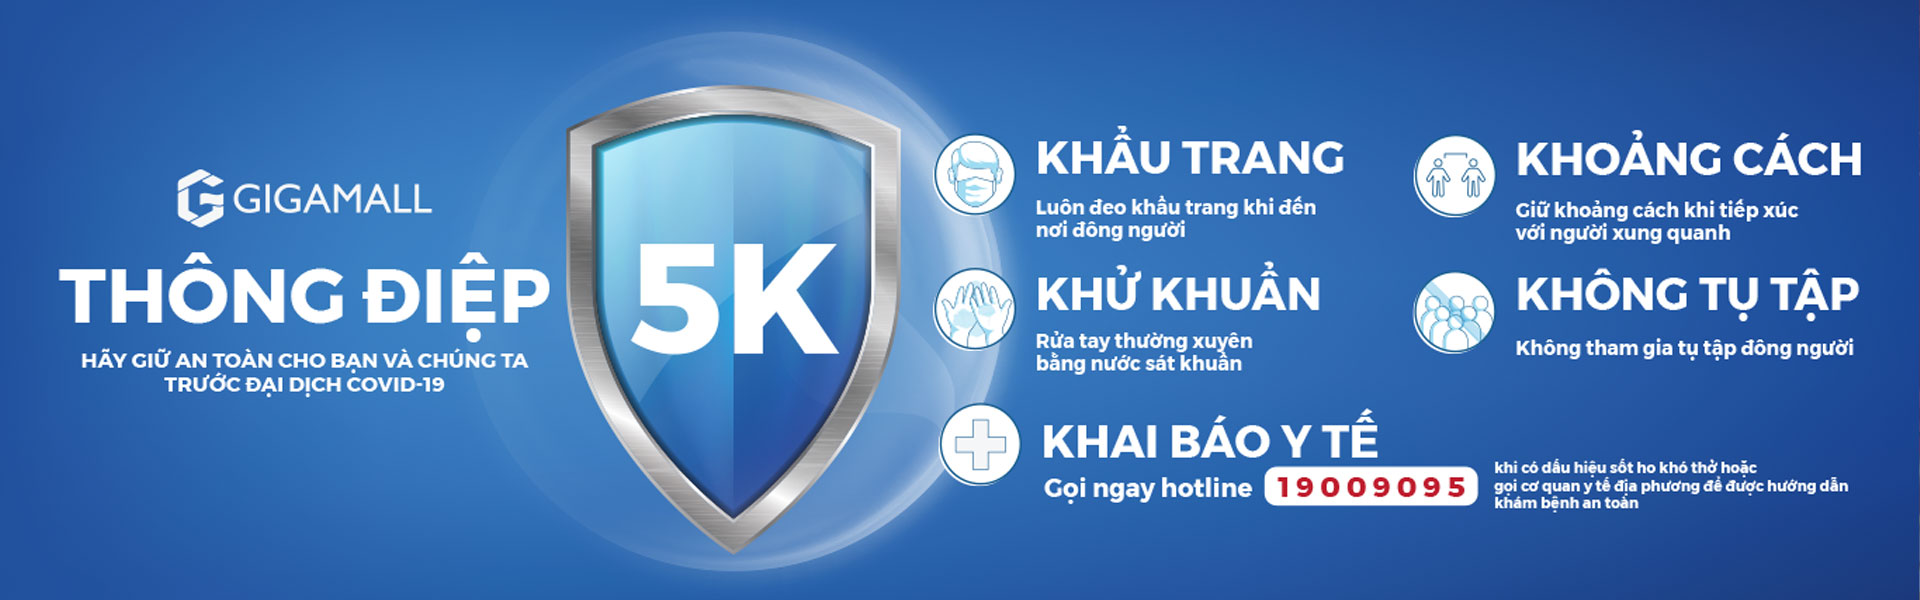 GIGAMALL
THÔNG ĐIỆP
HÃY GIỮ AN TOÀN CHO BẠN VÀ CHÚNG TA
TRƯỚC ĐẠI DỊCH COVID-19
5K
KHẨU TRANG
Luôn đeo khẩu trang khi đến
nơi đông người
KHOẢNG CÁCH
Giữ khoảng cách khi tiếp xúc
với người xung quanh
KHỬ KHUẨN
Rửa tay thường xuyên
bằng nước sát khuẩn
KHÔNG TỤ TẬP
Không tham gia tụ tập đông người
KHAI BÁO Y TẾ
Gọi ngay hotline 19009095
khi có dấu hiệu sốt ho khó thở hoặc
gọi cơ quan y tế địa phương để được hướng dẫn
khám bệnh an toàn